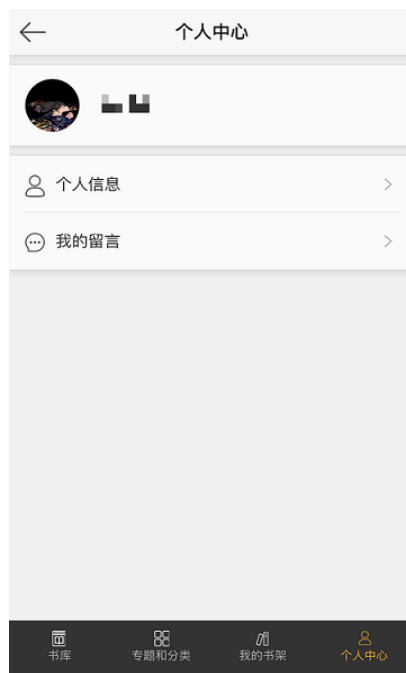 个人中心
个人信息
我的留言
书库
专题和分类
我的书架
个人中心